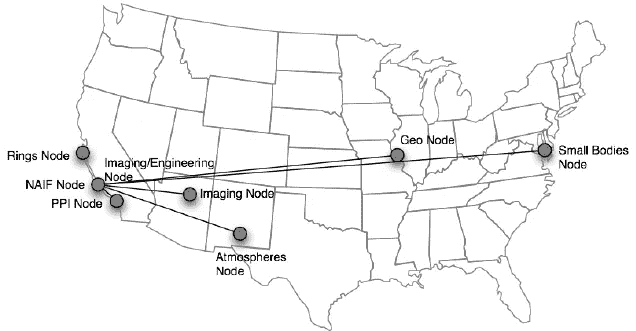 Geo Node
Rings Node
Imaging/Engineering
Node
Small Bodies
Node
NAIF Node
Imaging Node
PPI Node
Atmospheres
Node